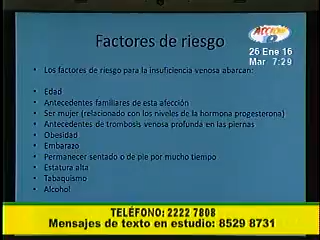 Factores de riesgo
ACCIÓN
10
26 Ene 16
Mar 7:29
• Los factores de riesgo para la insuficiencia venosa abarcan:
• Edad
• Antecedentes familiares de esta afección
• Ser mujer (relacionado con los niveles de la hormona progesterona)
• Antecedentes de trombosis venosa profunda en las piernas
• Obesidad
• Embarazo
• Permanecer sentado o de pie por mucho tiempo
• Estatura alta
• Tabaquismo
• Alcohol
TELÉFONO: 2222 7808
Mensajes de texto en estudio: 8529 8731